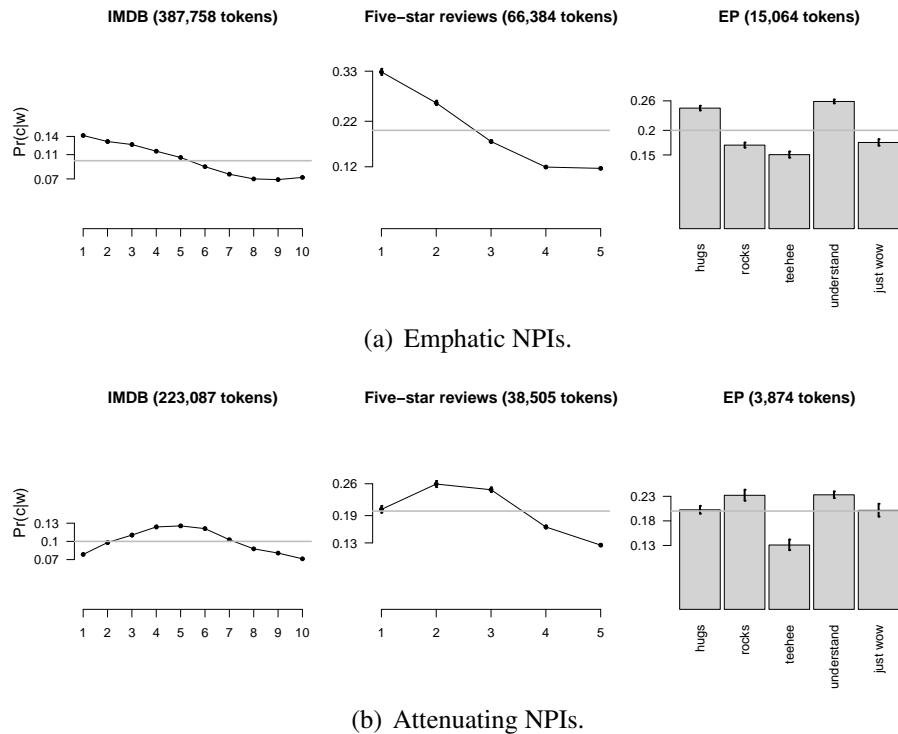 IMDB (387,758 tokens)
Five−star reviews (66,384 tokens)
EP (15,064 tokens)
Pr(c|w)
0.14
0.11
0.07
1 2 3 4 5 6 7 8 9 10
0.33
0.22
0.12
1 2 3 4 5
0.26
0.2
0.15
hugs
rocks
teehee
understand
just wow
(a) Emphatic NPIs.
IMDB (223,087 tokens)
Five−star reviews (38,505 tokens)
EP (3,874 tokens)
Pr(c|w)
0.13
0.1
0.07
1 2 3 4 5 6 7 8 9 10
0.26
0.19
0.13
1 2 3 4 5
0.23
0.18
0.13
hugs
rocks
teehee
understand
just wow
(b) Attenuating NPIs.